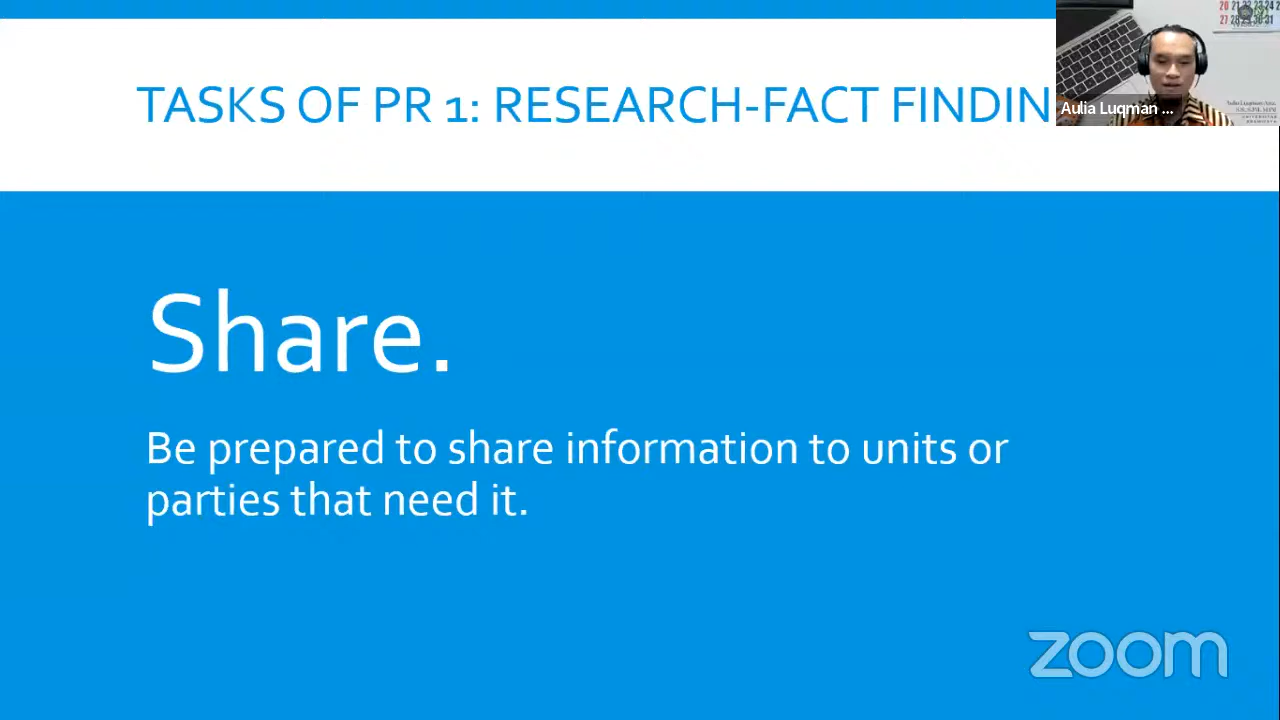 TASKS OF PR 1: RESEARCH-FACT FINDIN
Aulia Luqman ...
Share.
Be prepared to share information to units or
parties that need it.
zoom